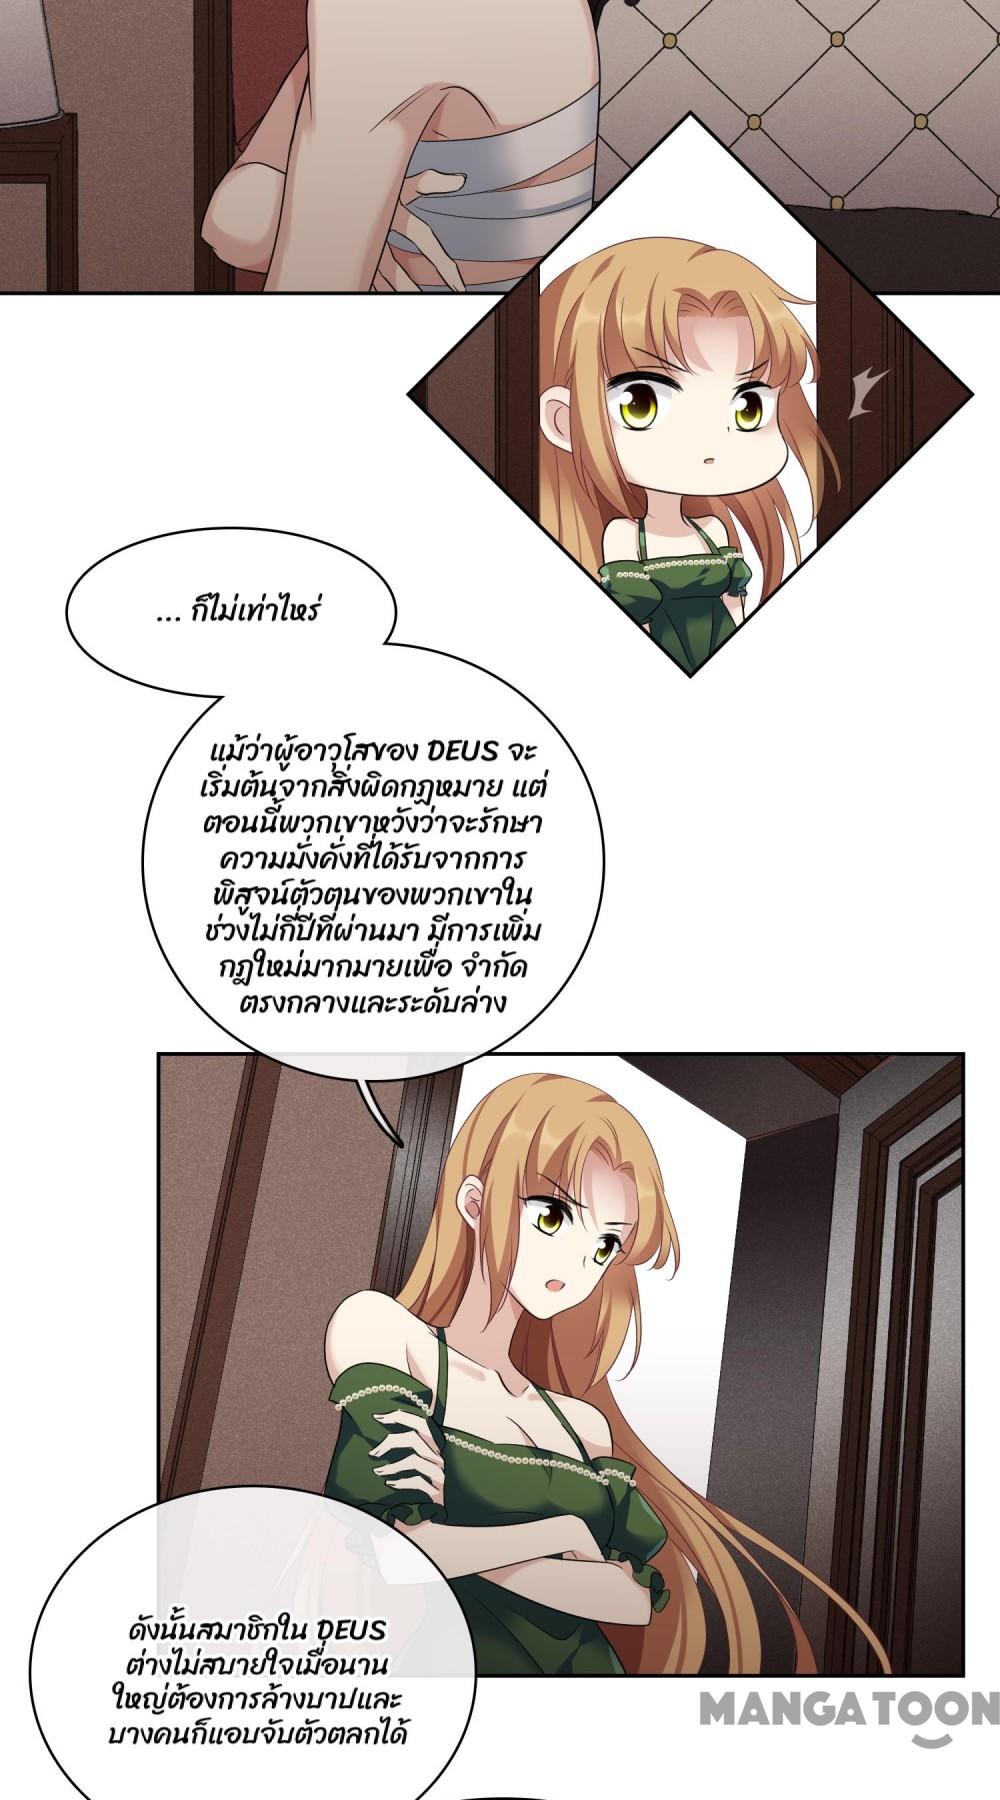 ... ก็ไม่เท่าไหร่
แม้ว่าผู้อาวุโสของ DEUS จะ
เริ่มต้นจากสิ่งผิดกฎหมาย แต่
ตอนนี้พวกเขาหวังว่าจะรักษา
ความมั่งคั่งที่ได้รับจากการ
พิสูจน์ตัวตนของพวกเขาใน
ช่วงไม่กี่ปีที่ผ่านมา มีการเพิ่ม
กฎใหม่มากมายเพื่อ จำกัด
ตรงกลางและระดับล่าง
ดังนั้นสมาชิกใน DEUS
ต่างไม่สบายใจเมื่อนาน
ใหญ่ต้องการล้างบาปและ
บางคนก็แอบจับตัวตลกได้
MANGATOON